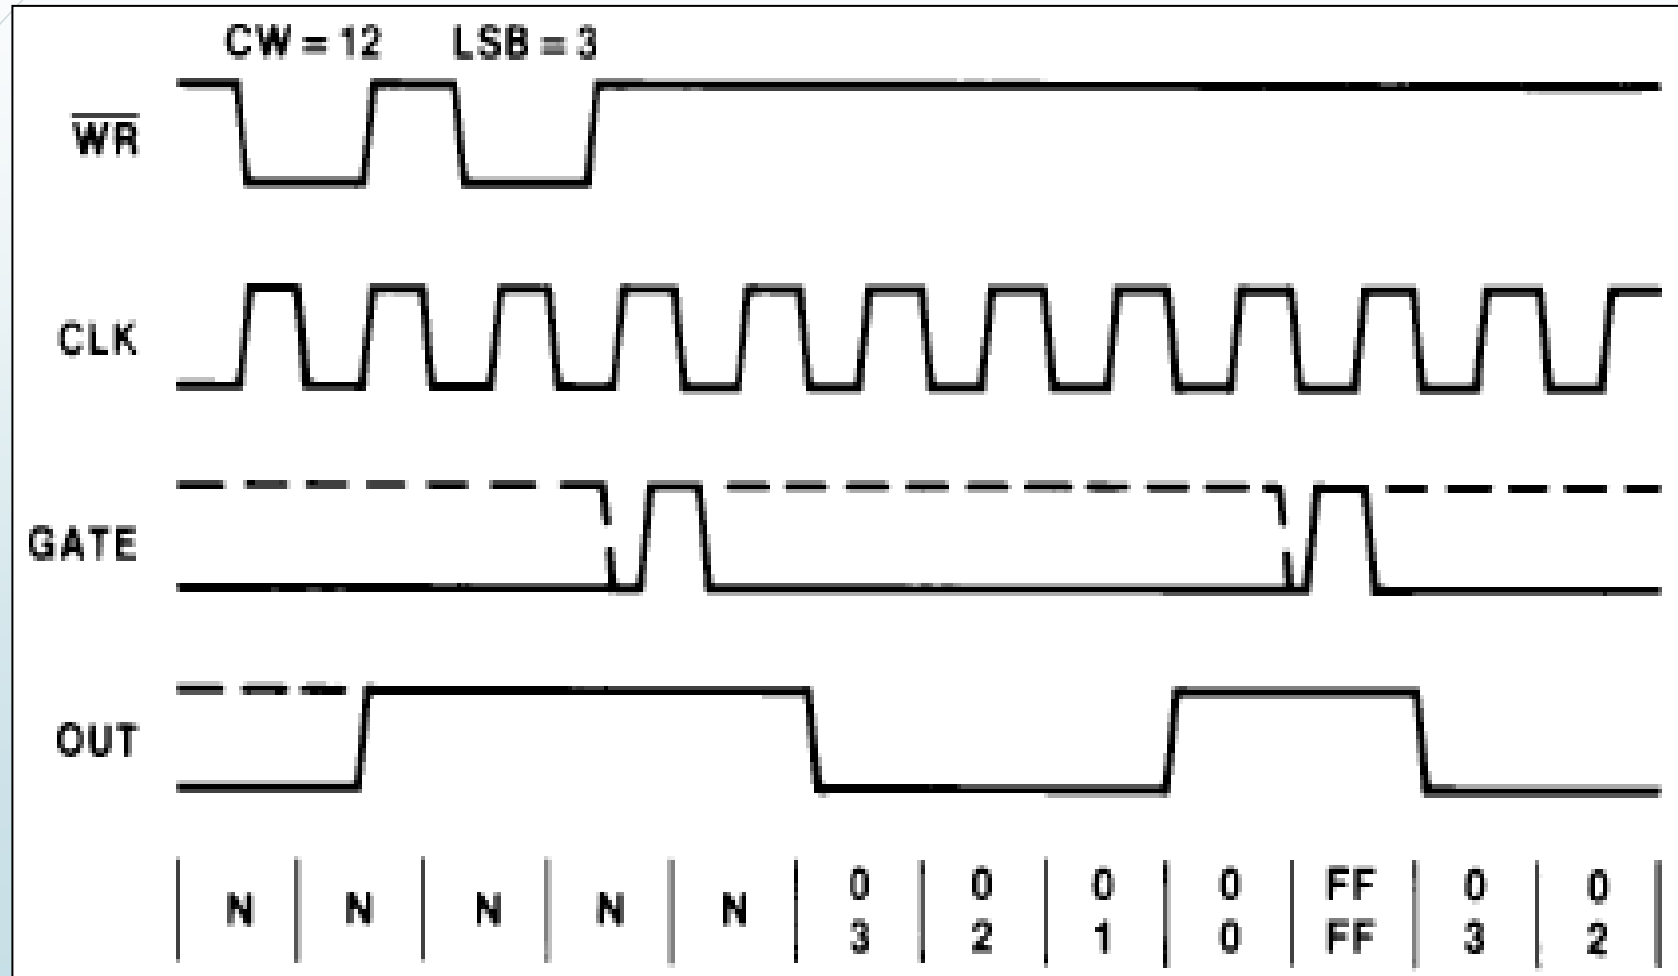 CW = 12 LSB = 3
WR
CLK
GATE
OUT
N N N N N 0 0 0 0 FF 0 0
3 2 1 0 FF 3 2